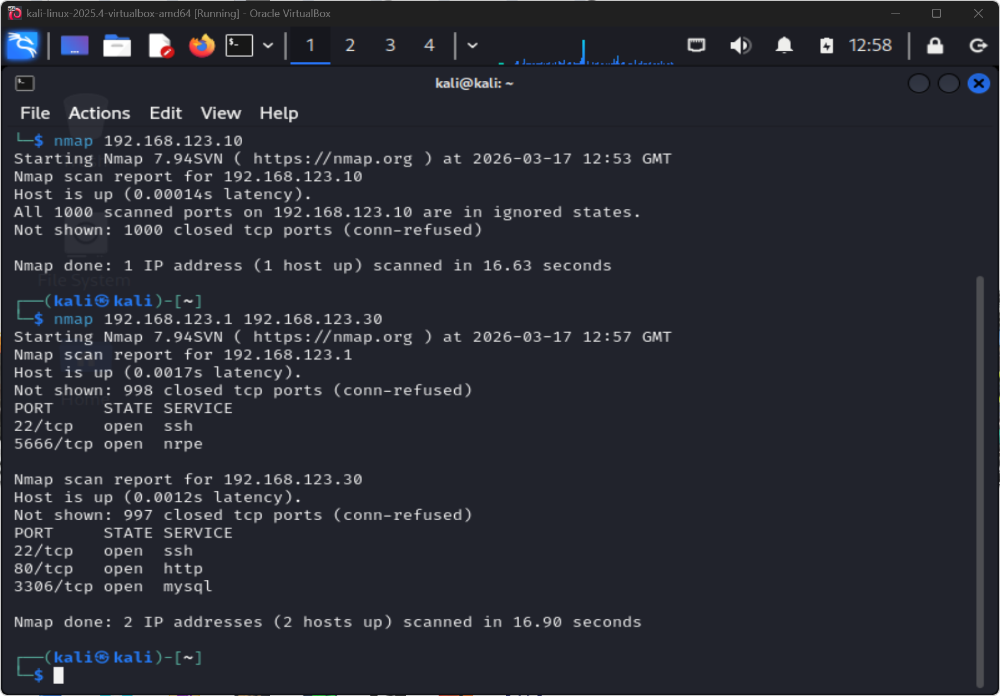 kali-linux-2025.4-virtualbox-amd64 [Running] - Oracle VirtualBox
1 2 3 4 12:58
kali@kali: ~
File Actions Edit View Help
└─$ nmap 192.168.123.10
Starting Nmap 7.94SVN ( https://nmap.org ) at 2026-03-17 12:53 GMT
Nmap scan report for 192.168.123.10
Host is up (0.00014s latency).
All 1000 scanned ports on 192.168.123.10 are in ignored states.
Not shown: 1000 closed tcp ports (conn-refused)
Nmap done: 1 IP address (1 host up) scanned in 16.63 seconds
File System
┌──(kali㉿kali)-[~]
└─$ nmap 192.168.123.1 192.168.123.30
Starting Nmap 7.94SVN ( https://nmap.org ) at 2026-03-17 12:57 GMT
Nmap scan report for 192.168.123.1
Host is up (0.0017s latency).
Not shown: 998 closed tcp ports (conn-refused)
Home
PORT     STATE SERVICE
22/tcp   open  ssh
5666/tcp open  nrpe
Nmap scan report for 192.168.123.30
Host is up (0.0012s latency).
Not shown: 997 closed tcp ports (conn-refused)
PORT     STATE SERVICE
22/tcp   open  ssh
80/tcp   open  http
3306/tcp open  mysql
Nmap done: 2 IP addresses (2 hosts up) scanned in 16.90 seconds
┌──(kali㉿kali)-[~]
└─$